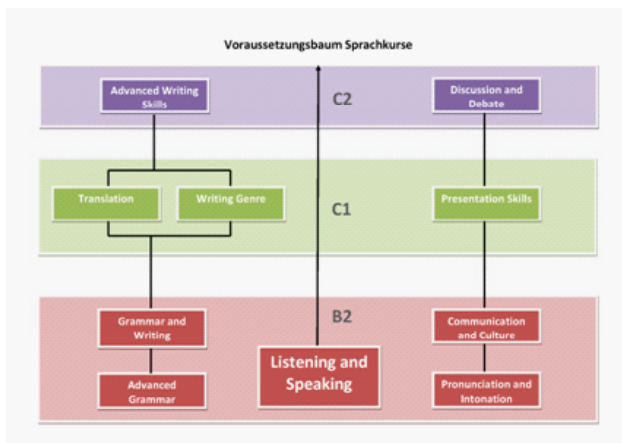 Voraussetzungsbaum Sprachkurse
Advanced Writing
Skills
C2
Discussion and
Debate
Translation
Writing Genre
C1
Presentation Skills
B2
Grammar and
Writing
Communication
and Culture
Listening and
Speaking
Advanced
Grammar
Pronunciation and
Intonation